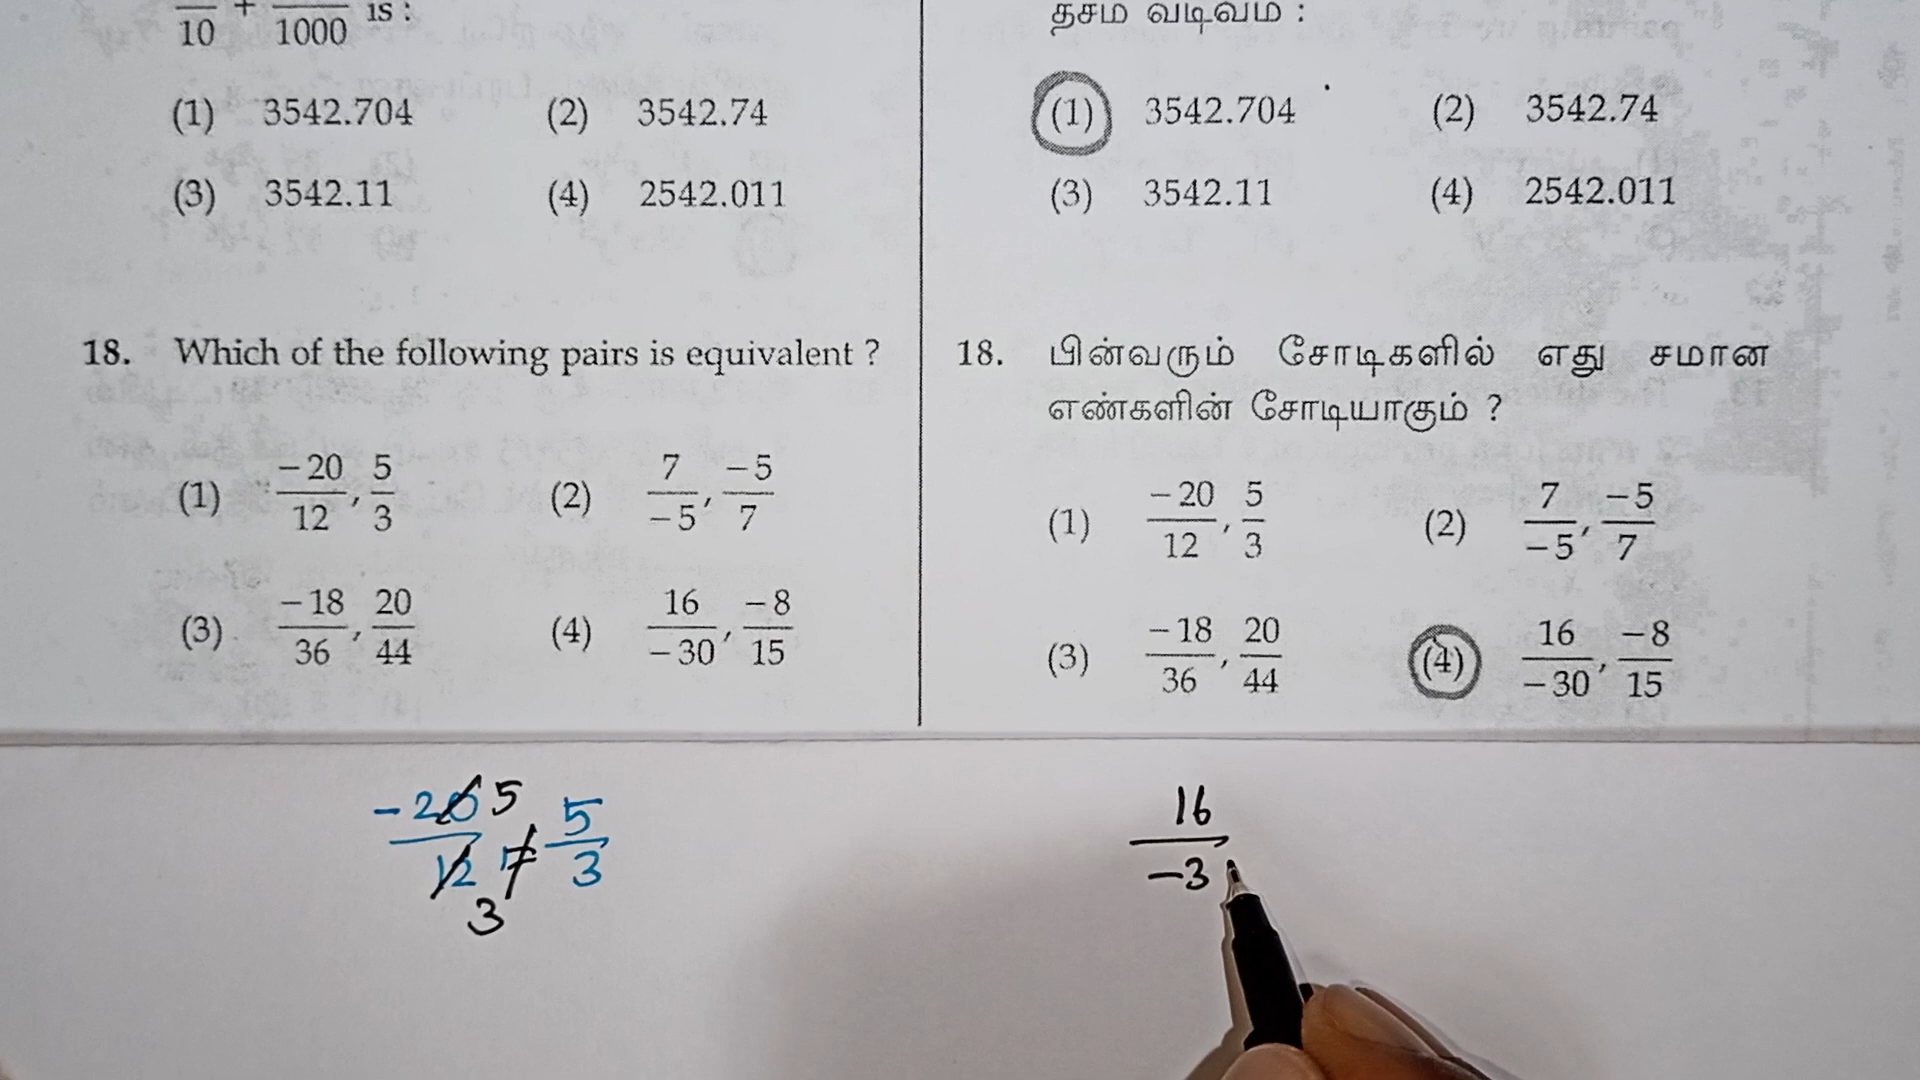 10 + 1000 is :
(1) 3542.704 (2) 3542.74
(3) 3542.11 (4) 2542.011
18. Which of the following pairs is equivalent ?
(1) -20/12, 5/3 (2) 7/-5, -5/7
(3) -18/36, 20/44 (4) 16/-30, -8/15
தசம வடிவம் :
(1) 3542.704 (2) 3542.74
(3) 3542.11 (4) 2542.011
18. பின்வரும் சோடிகளில் எது சமான
எண்களின் சோடியாகும் ?
(1) -20/12, 5/3 (2) 7/-5, -5/7
(3) -18/36, 20/44 (4) 16/-30, -8/15
-20/12 5/3 ≠ 5/3
16/-3